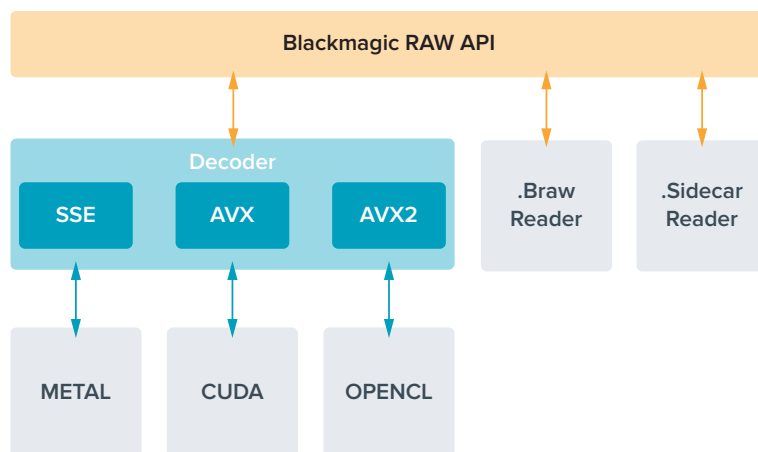 Blackmagic RAW API
Decoder
SSE
AVX
AVX2
.Braw
Reader
.Sidecar
Reader
METAL
CUDA
OPENCL